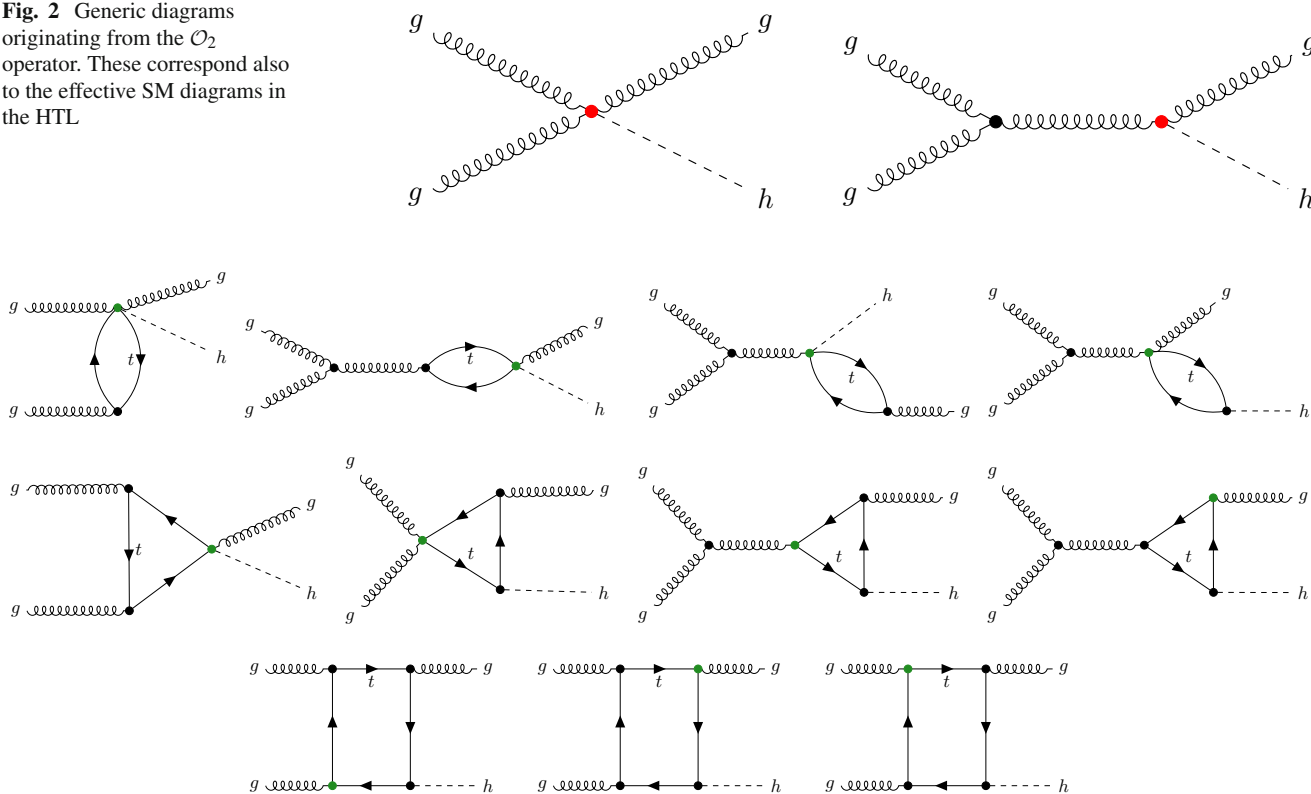 Fig. 2 Generic diagrams
originating from the O₂
operator. These correspond also
to the effective SM diagrams in
the HTL
g g
g h
g g
g h
g g
t h
g
g g
t
g h
g h
t
g g
g g
t
g h
g g
t
g h
g g
t
g h
g g
t
g h
g g
t
g h
g g
t
g h
g g
t
g h
g g
t
g h